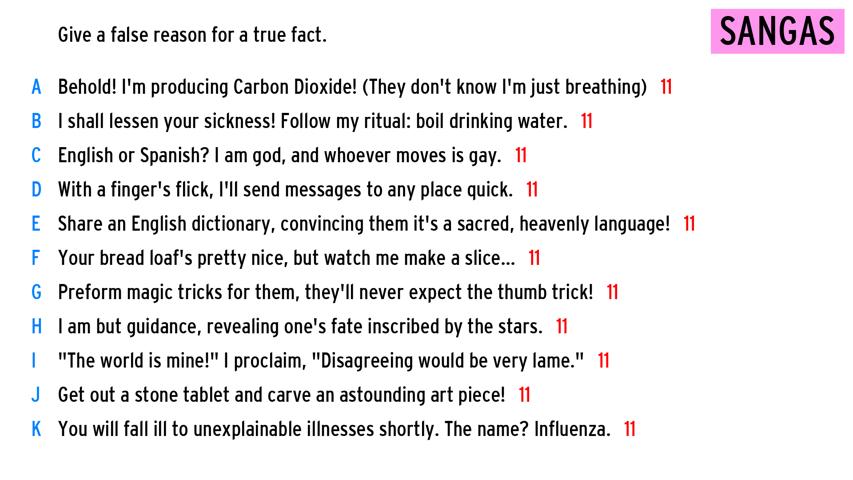 Give a false reason for a true fact.
SANGAS
A Behold! I'm producing Carbon Dioxide! (They don't know I'm just breathing) 11
B I shall lessen your sickness! Follow my ritual: boil drinking water. 11
C English or Spanish? I am god, and whoever moves is gay. 11
D With a finger's flick, I'll send messages to any place quick. 11
E Share an English dictionary, convincing them it's a sacred, heavenly language! 11
F Your bread loaf's pretty nice, but watch me make a slice... 11
G Preform magic tricks for them, they'll never expect the thumb trick! 11
H I am but guidance, revealing one's fate inscribed by the stars. 11
I "The world is mine!" I proclaim, "Disagreeing would be very lame." 11
J Get out a stone tablet and carve an astounding art piece! 11
K You will fall ill to unexplainable illnesses shortly. The name? Influenza. 11